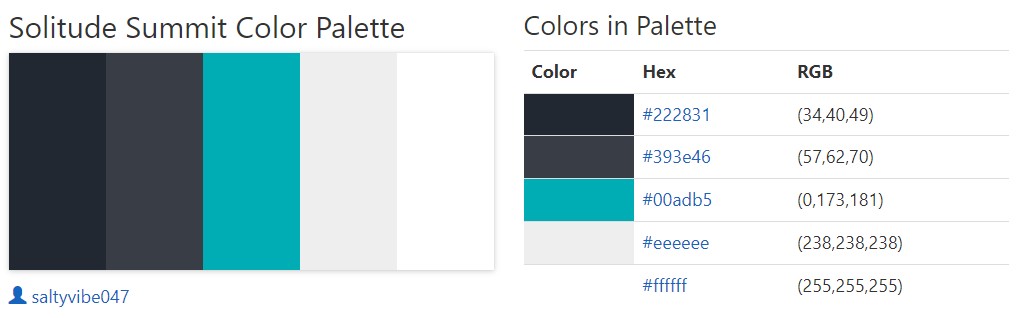 Solitude Summit Color Palette
saltyvibe047
Colors in Palette
Color Hex RGB
#222831 (34,40,49)
#393e46 (57,62,70)
#00adb5 (0,173,181)
#eeeeee (238,238,238)
#ffffff (255,255,255)